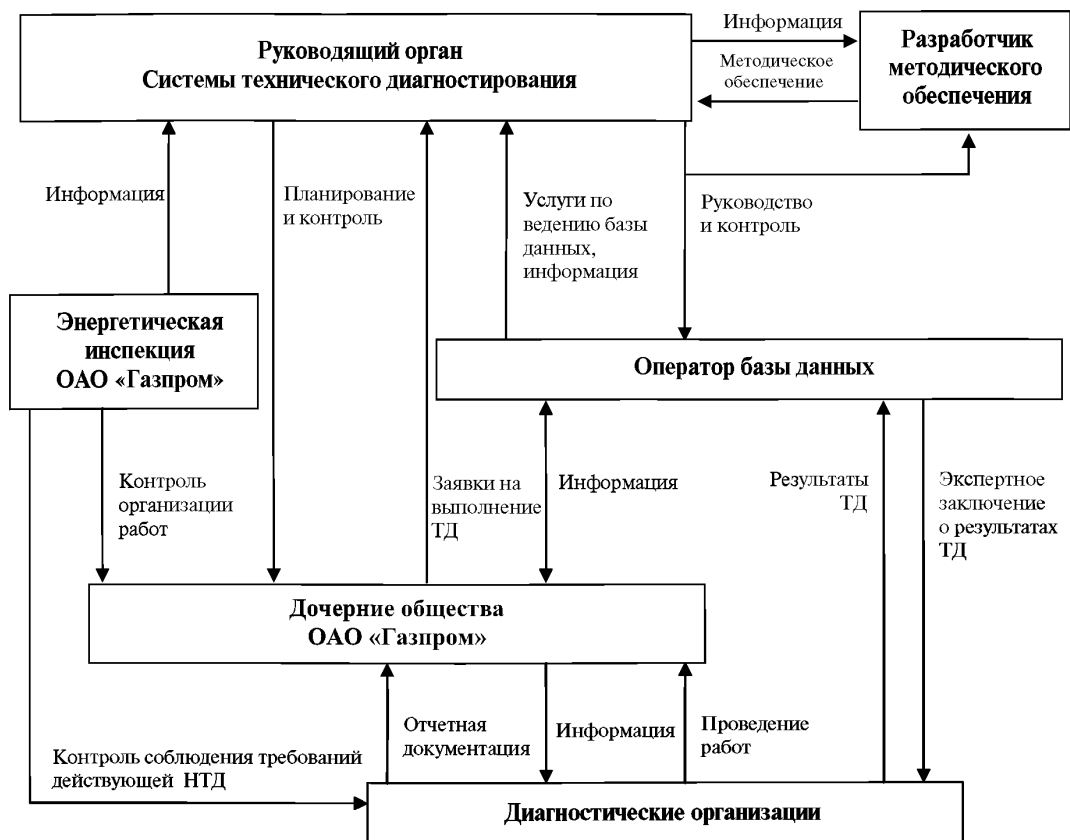 Руководящий орган
Системы технического диагностирования
Информация
Методическое
обеспечение
Разработчик
методического
обеспечения
Информация
Планирование
и контроль
Услуги по
ведению базы
данных,
информация
Руководство
и контроль
Энергетическая
инспекция
ОАО «Газпром»
Оператор базы данных
Контроль
организации
работ
Заявки на
выполнение
ТД
Информация
Результаты
ТД
Экспертное
заключение
о результатах
ТД
Дочерние общества
ОАО «Газпром»
Отчетная
документация
Информация
Проведение
работ
Контроль соблюдения требований
действующей НТД
Диагностические организации